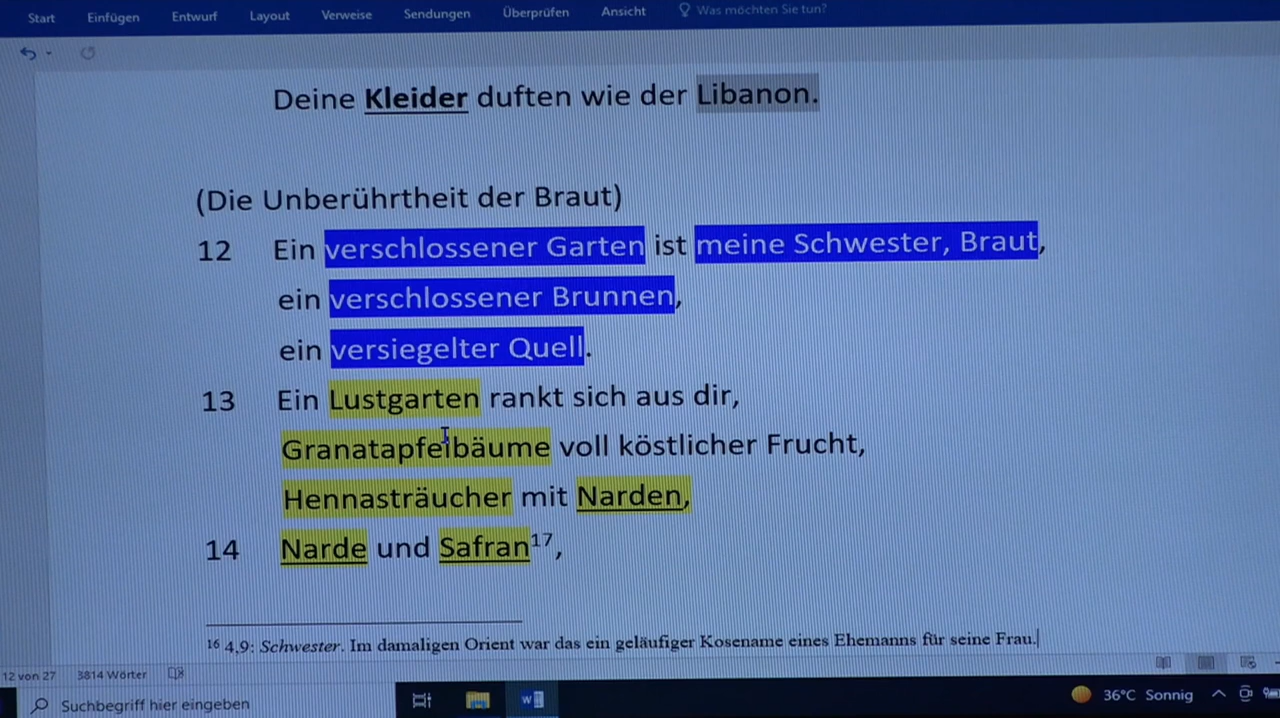 Start Einfügen Entwurf Layout Verweise Sendungen Überprüfen Ansicht Was möchten Sie tun?
Deine Kleider duften wie der Libanon.
(Die Unberührtheit der Braut)
12 Ein verschlossener Garten ist meine Schwester, Braut,
ein verschlossener Brunnen,
ein versiegelter Quell.
13 Ein Lustgarten rankt sich aus dir,
Granatapfelbäume voll köstlicher Frucht,
Hennasträucher mit Narden,
14 Narde und Safran17,
16 4,9: Schwester. Im damaligen Orient war das ein geläufiger Kosename eines Ehemanns für seine Frau.
12 von 27 3814 Wörter
Suchbegriff hier eingeben 36°C Sonnig